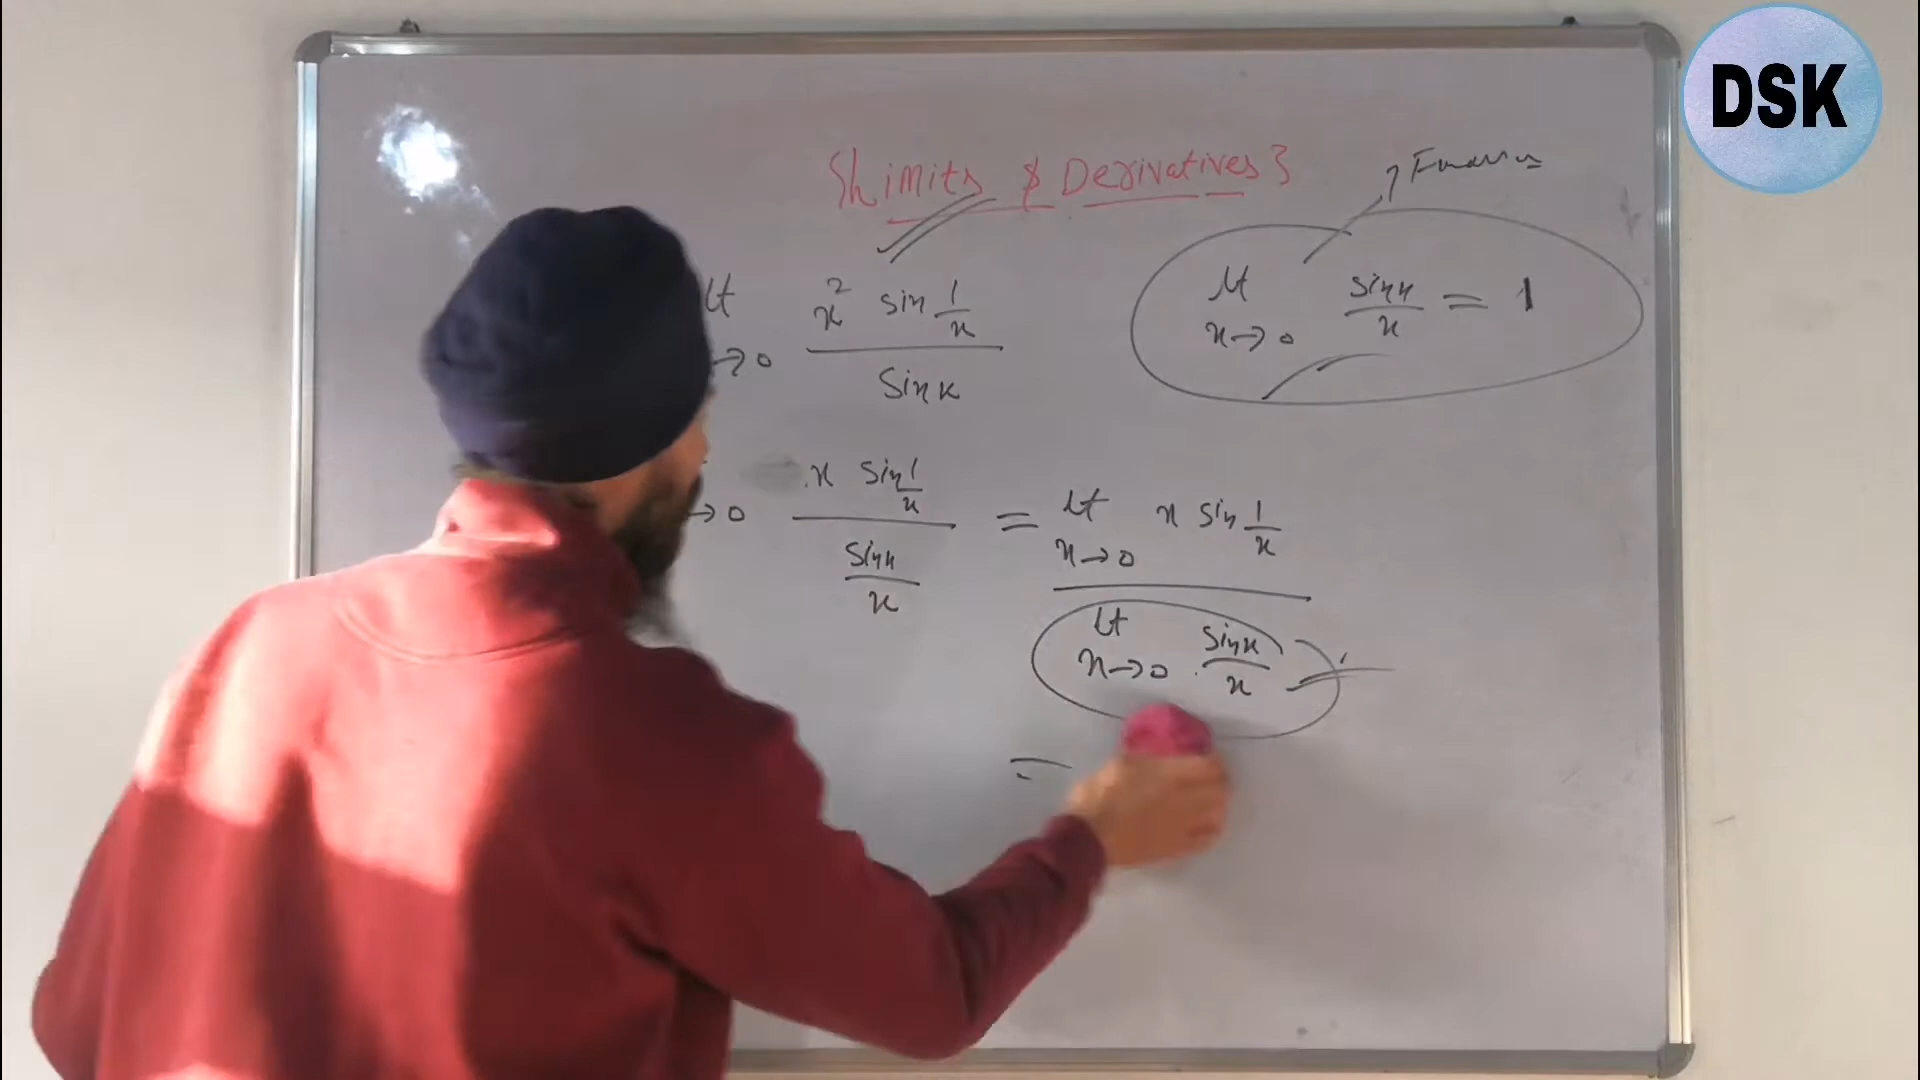 DSK
{Limits & Derivatives}
lt x→0 x² sin 1/x / sin x
lt x→0 sin x / x = 1
→0 x sin 1/x / sin x / x = lt x→0 x sin 1/x / lt x→0 sin x / x
=